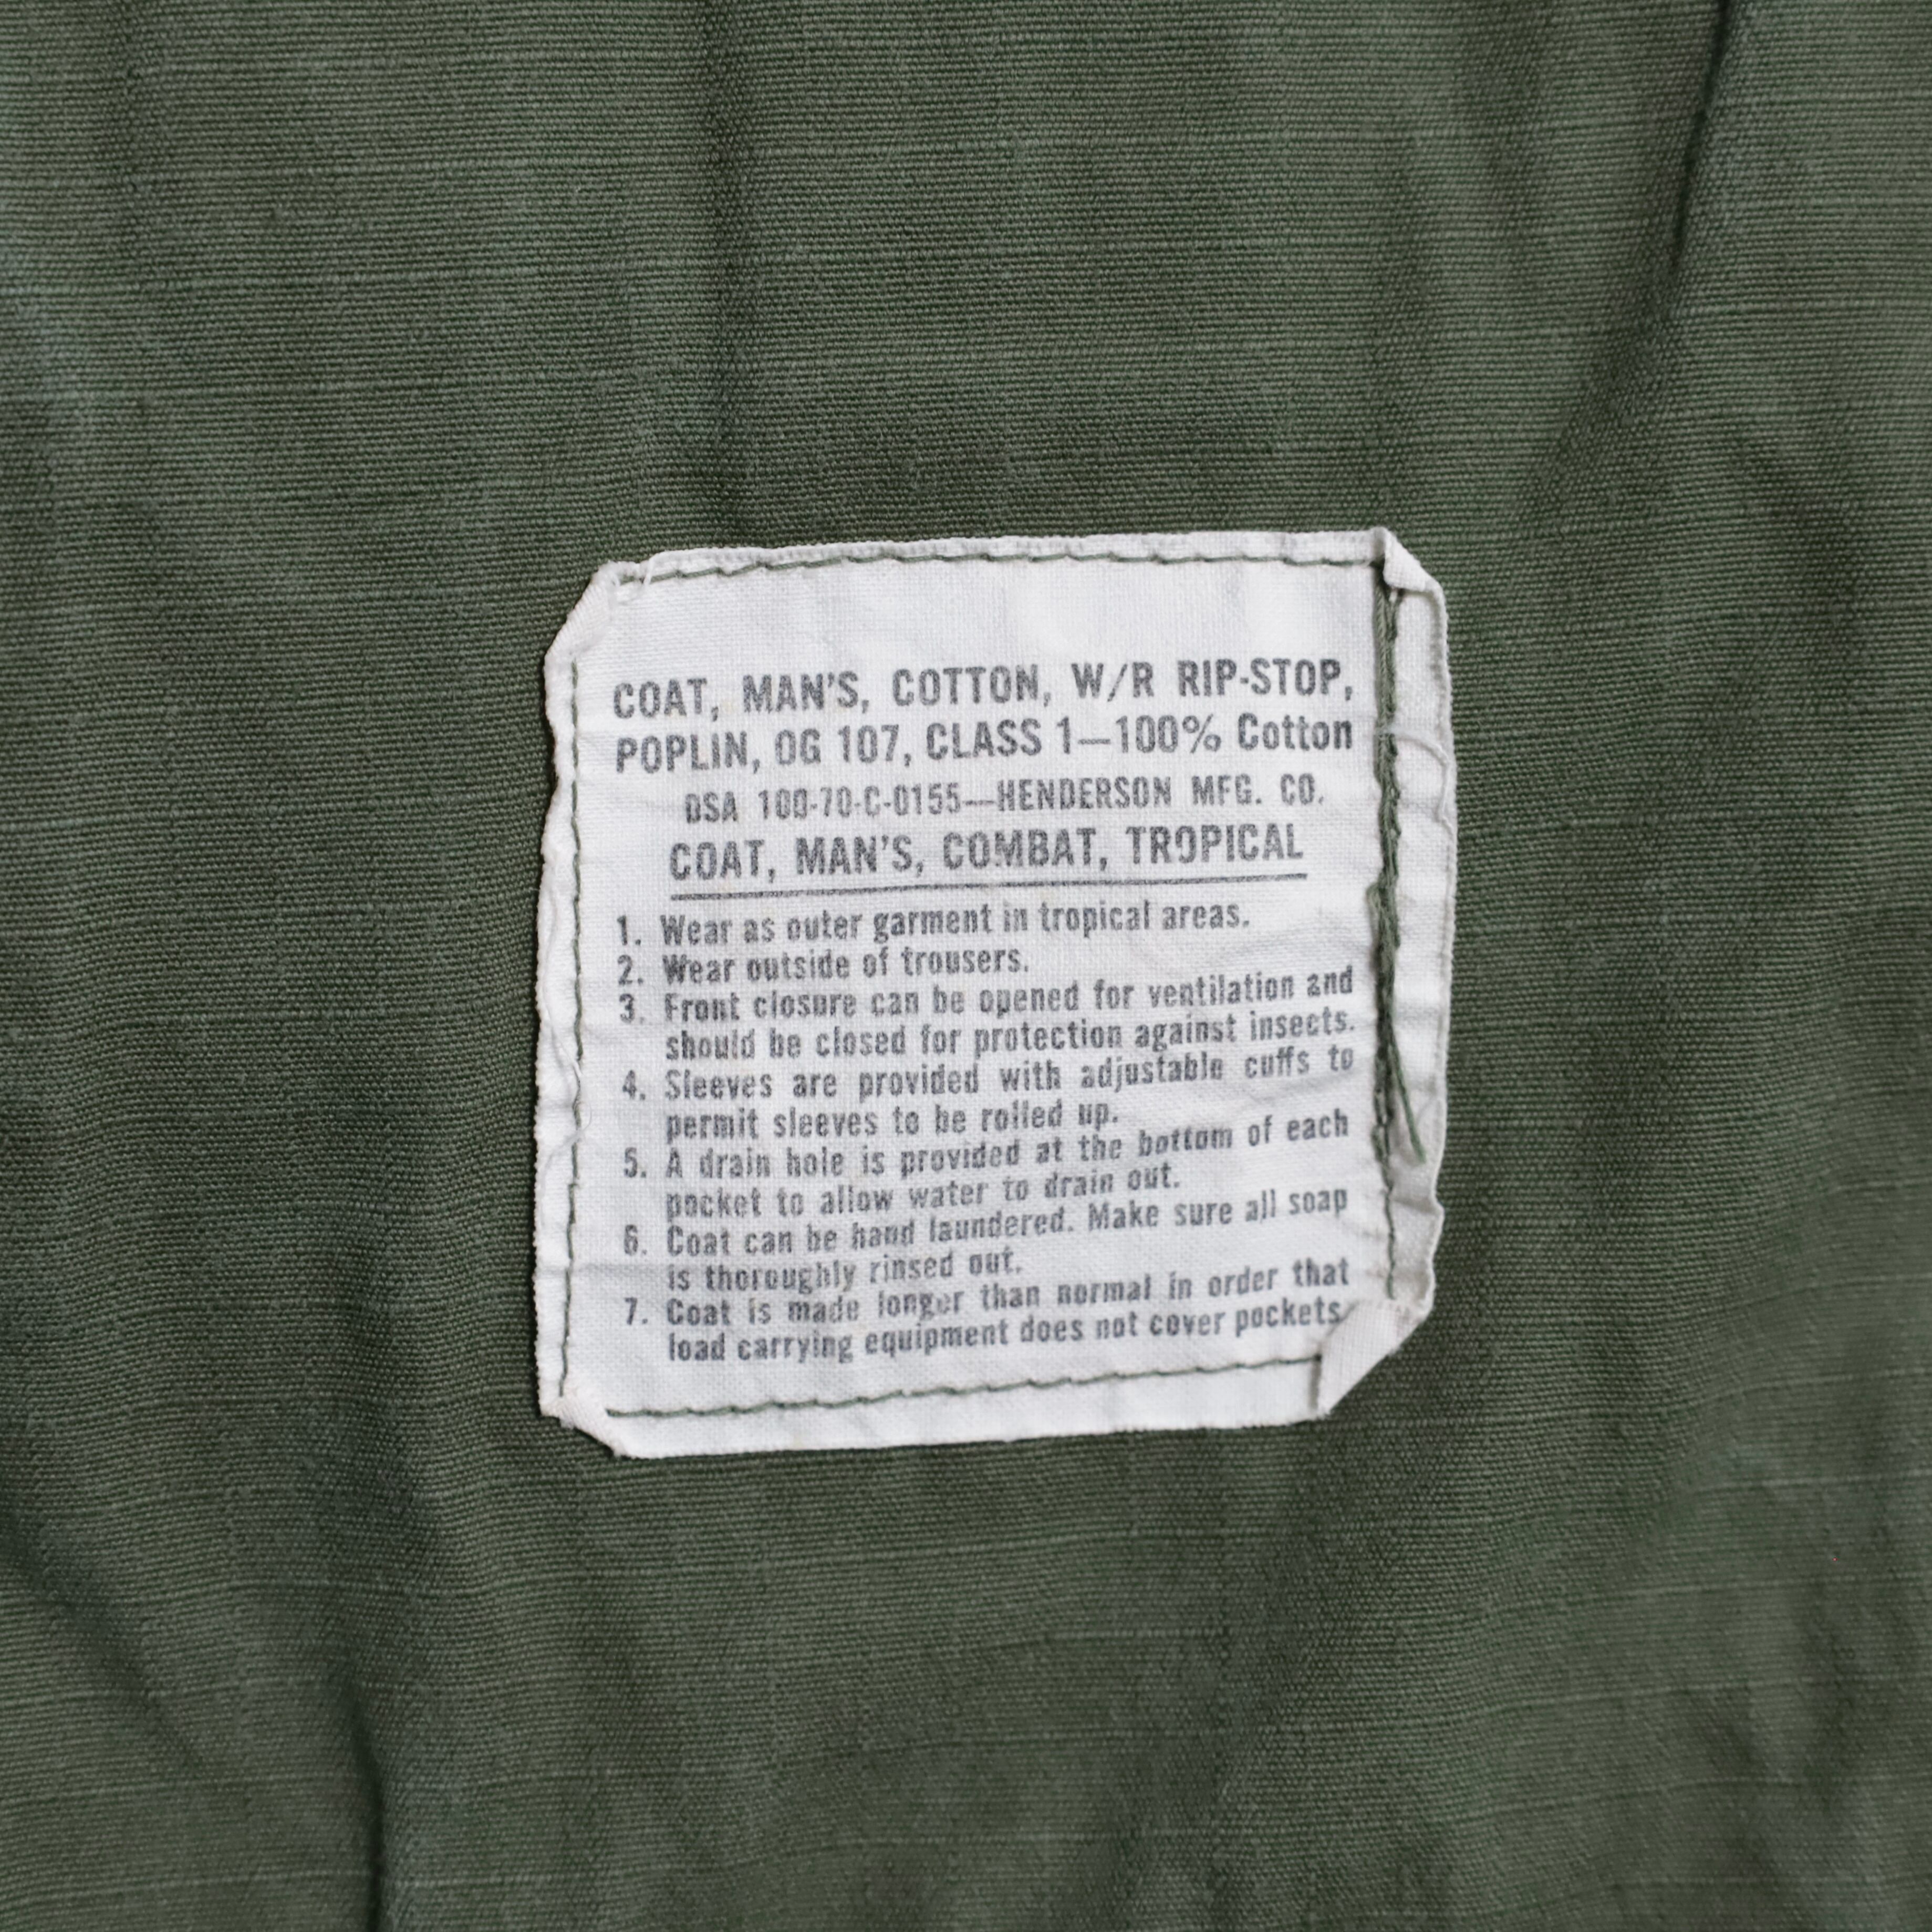 COAT, MAN'S, COTTON, W/R RIP-STOP,
POPLIN, OG 107, CLASS 1—100% Cotton
DSA 100-70-C-0155—HENDERSON MFG. CO.
COAT, MAN'S, COMBAT, TROPICAL
1. Wear as outer garment in tropical areas.
2. Wear outside of trousers.
3. Front closure can be opened for ventilation and
should be closed for protection against insects.
4. Sleeves are provided with adjustable cuffs to
permit sleeves to be rolled up.
5. A drain hole is provided at the bottom of each
pocket to allow water to drain out.
6. Coat can be hand laundered. Make sure all soap
is thoroughly rinsed out.
7. Coat is made longer than normal in order that
load carrying equipment does not cover pockets.